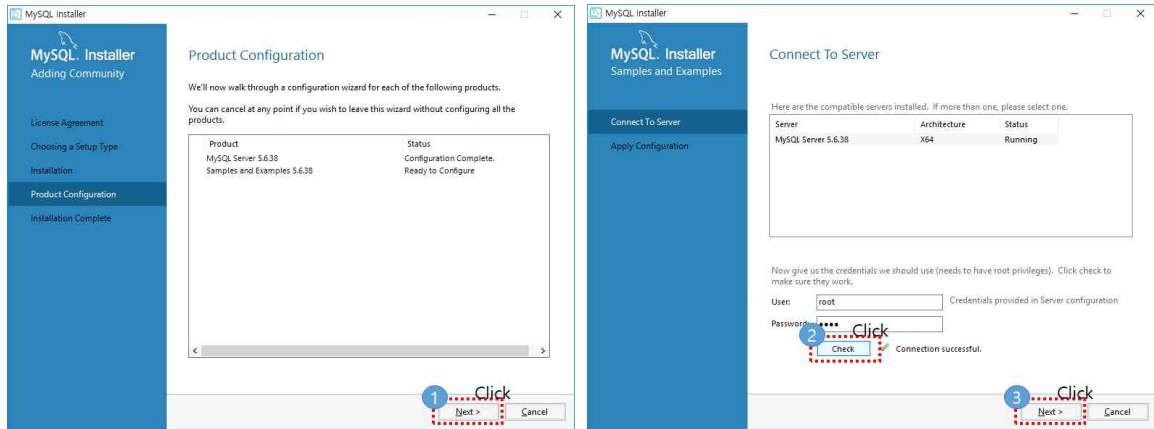 MySQL Installer
MySQL. Installer
Adding Community
License Agreement
Choosing a Setup Type
Installation
Product Configuration
Installation Complete
Product Configuration
We'll now walk through a configuration wizard for each of the following products.
You can cancel at any point if you wish to leave this wizard without configuring all the
products.
Product Status
MySQL Server 5.6.38 Configuration Complete.
Samples and Examples 5.6.38 Ready to Configure
1 Click
Next > Cancel
MySQL Installer
MySQL. Installer
Samples and Examples
Connect To Server
Apply Configuration
Connect To Server
Here are the compatible servers installed. If more than one, please select one.
Server Architecture Status
MySQL Server 5.6.38 X64 Running
Now give us the credentials we should use (needs to have root privileges). Click check to
make sure they work.
User: root Credentials provided in Server configuration
Password: ●●●●
2 Click
Check Connection successful.
3 Click
Next > Cancel